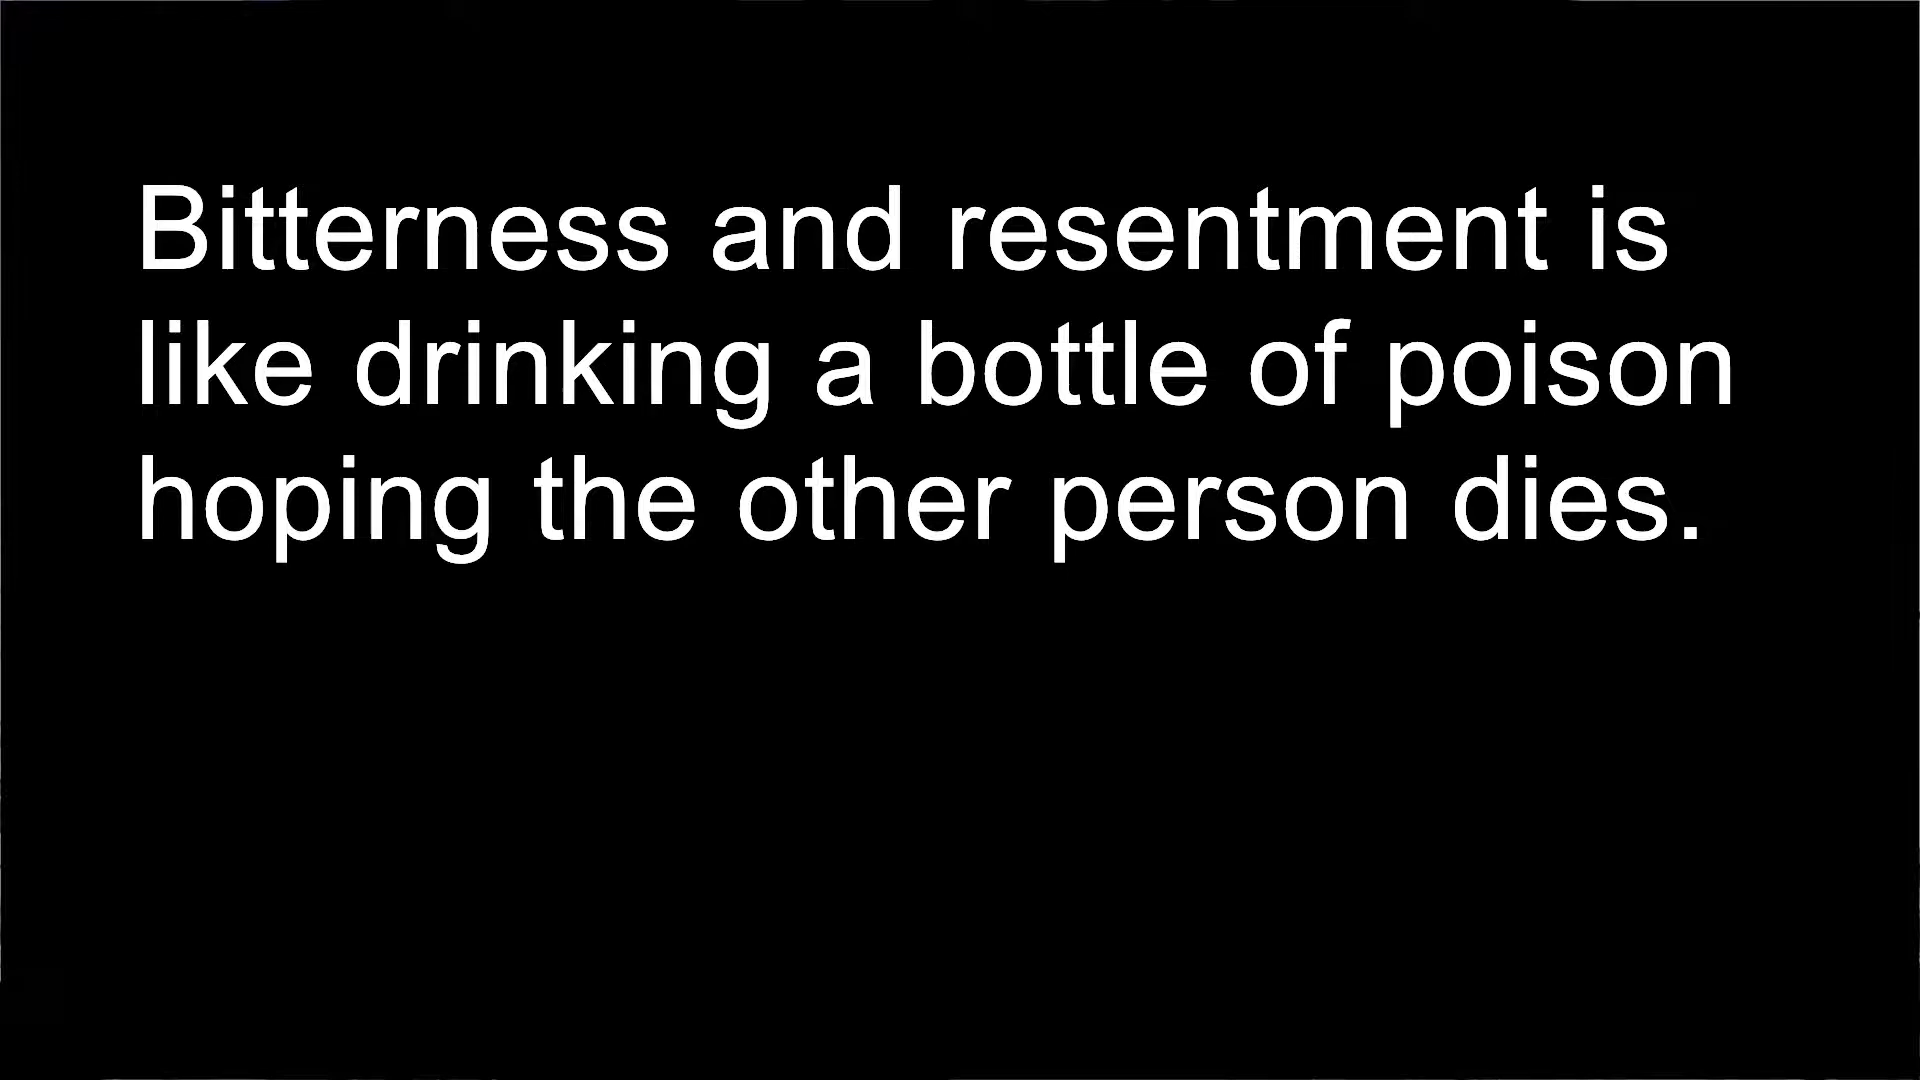 Bitterness and resentment is
like drinking a bottle of poison
hoping the other person dies.